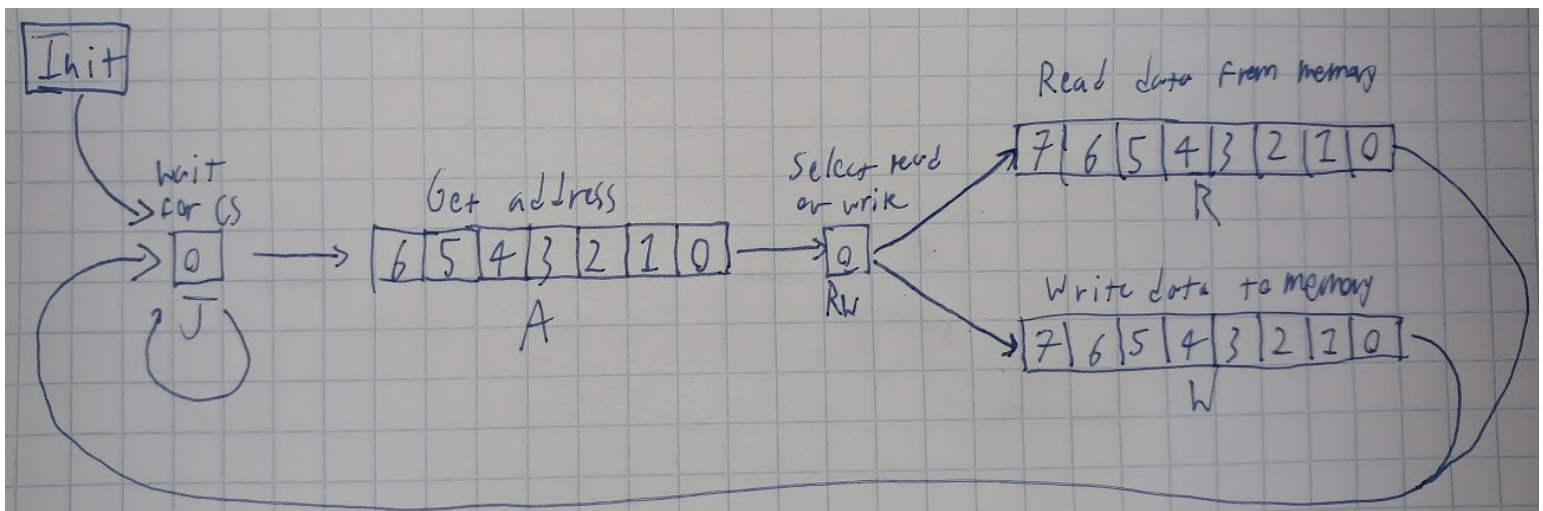 Init
Wait
for CS
0
J
Get address
6 5 4 3 2 1 0
A
Select read
or write
0
RW
Read data from memory
7 6 5 4 3 2 1 0
R
Write data to memory
7 6 5 4 3 2 1 0
W